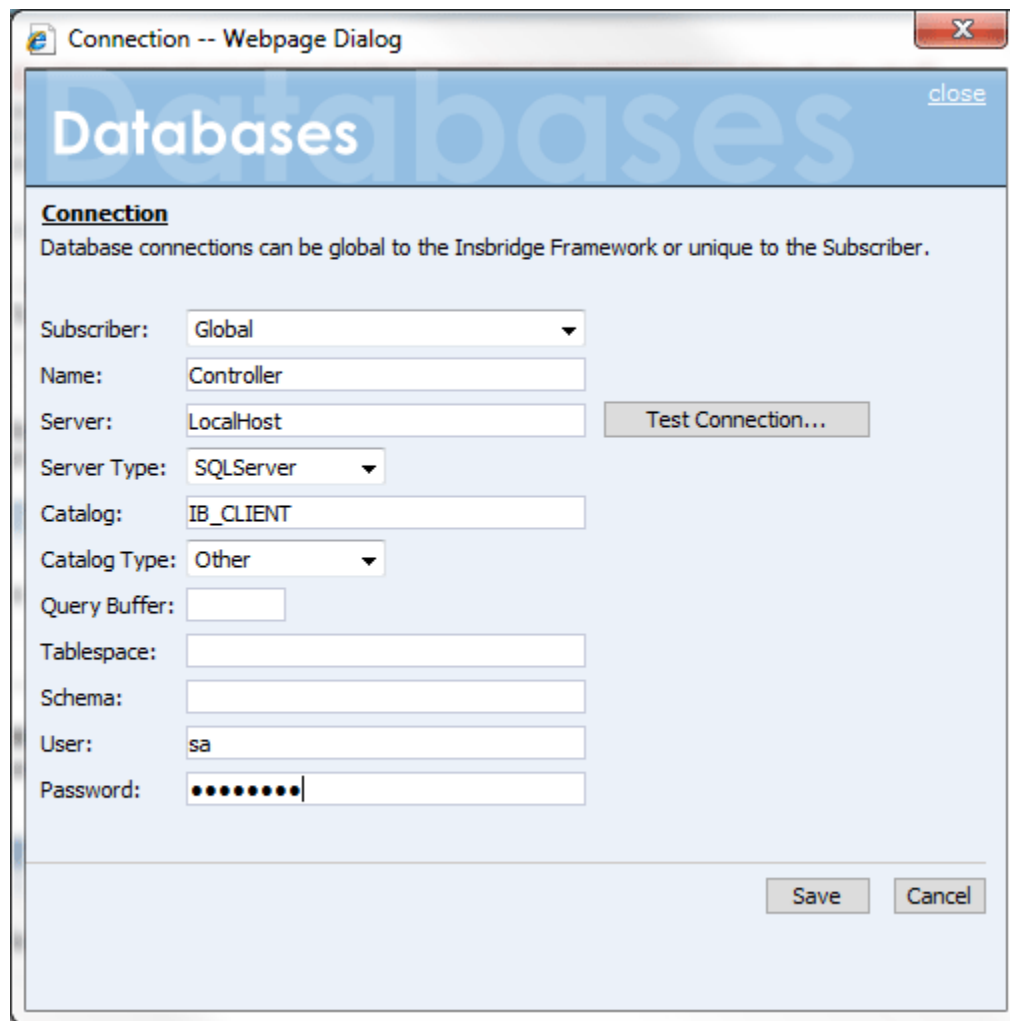 Connection -- Webpage Dialog
close
Databases
Databases
Connection
Database connections can be global to the Insbridge Framework or unique to the Subscriber.
Subscriber: Global
Name: Controller
Server: LocalHost Test Connection...
Server Type: SQLServer
Catalog: IB_CLIENT
Catalog Type: Other
Query Buffer:
Tablespace:
Schema:
User: sa
Password: ••••••••
Save Cancel